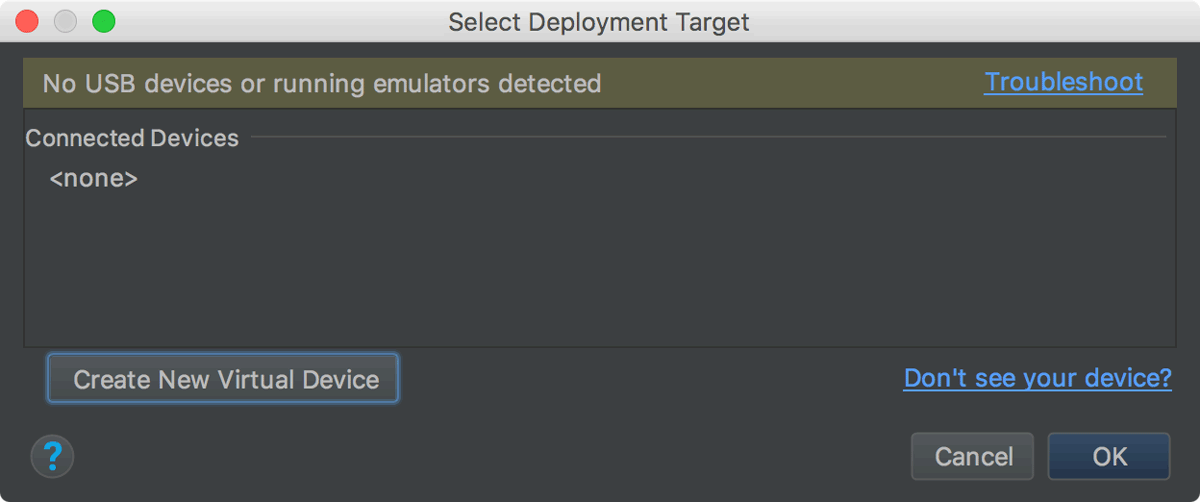 Select Deployment Target
No USB devices or running emulators detected
Troubleshoot
Connected Devices
<none>
Create New Virtual Device
Don't see your device?
?
Cancel
OK